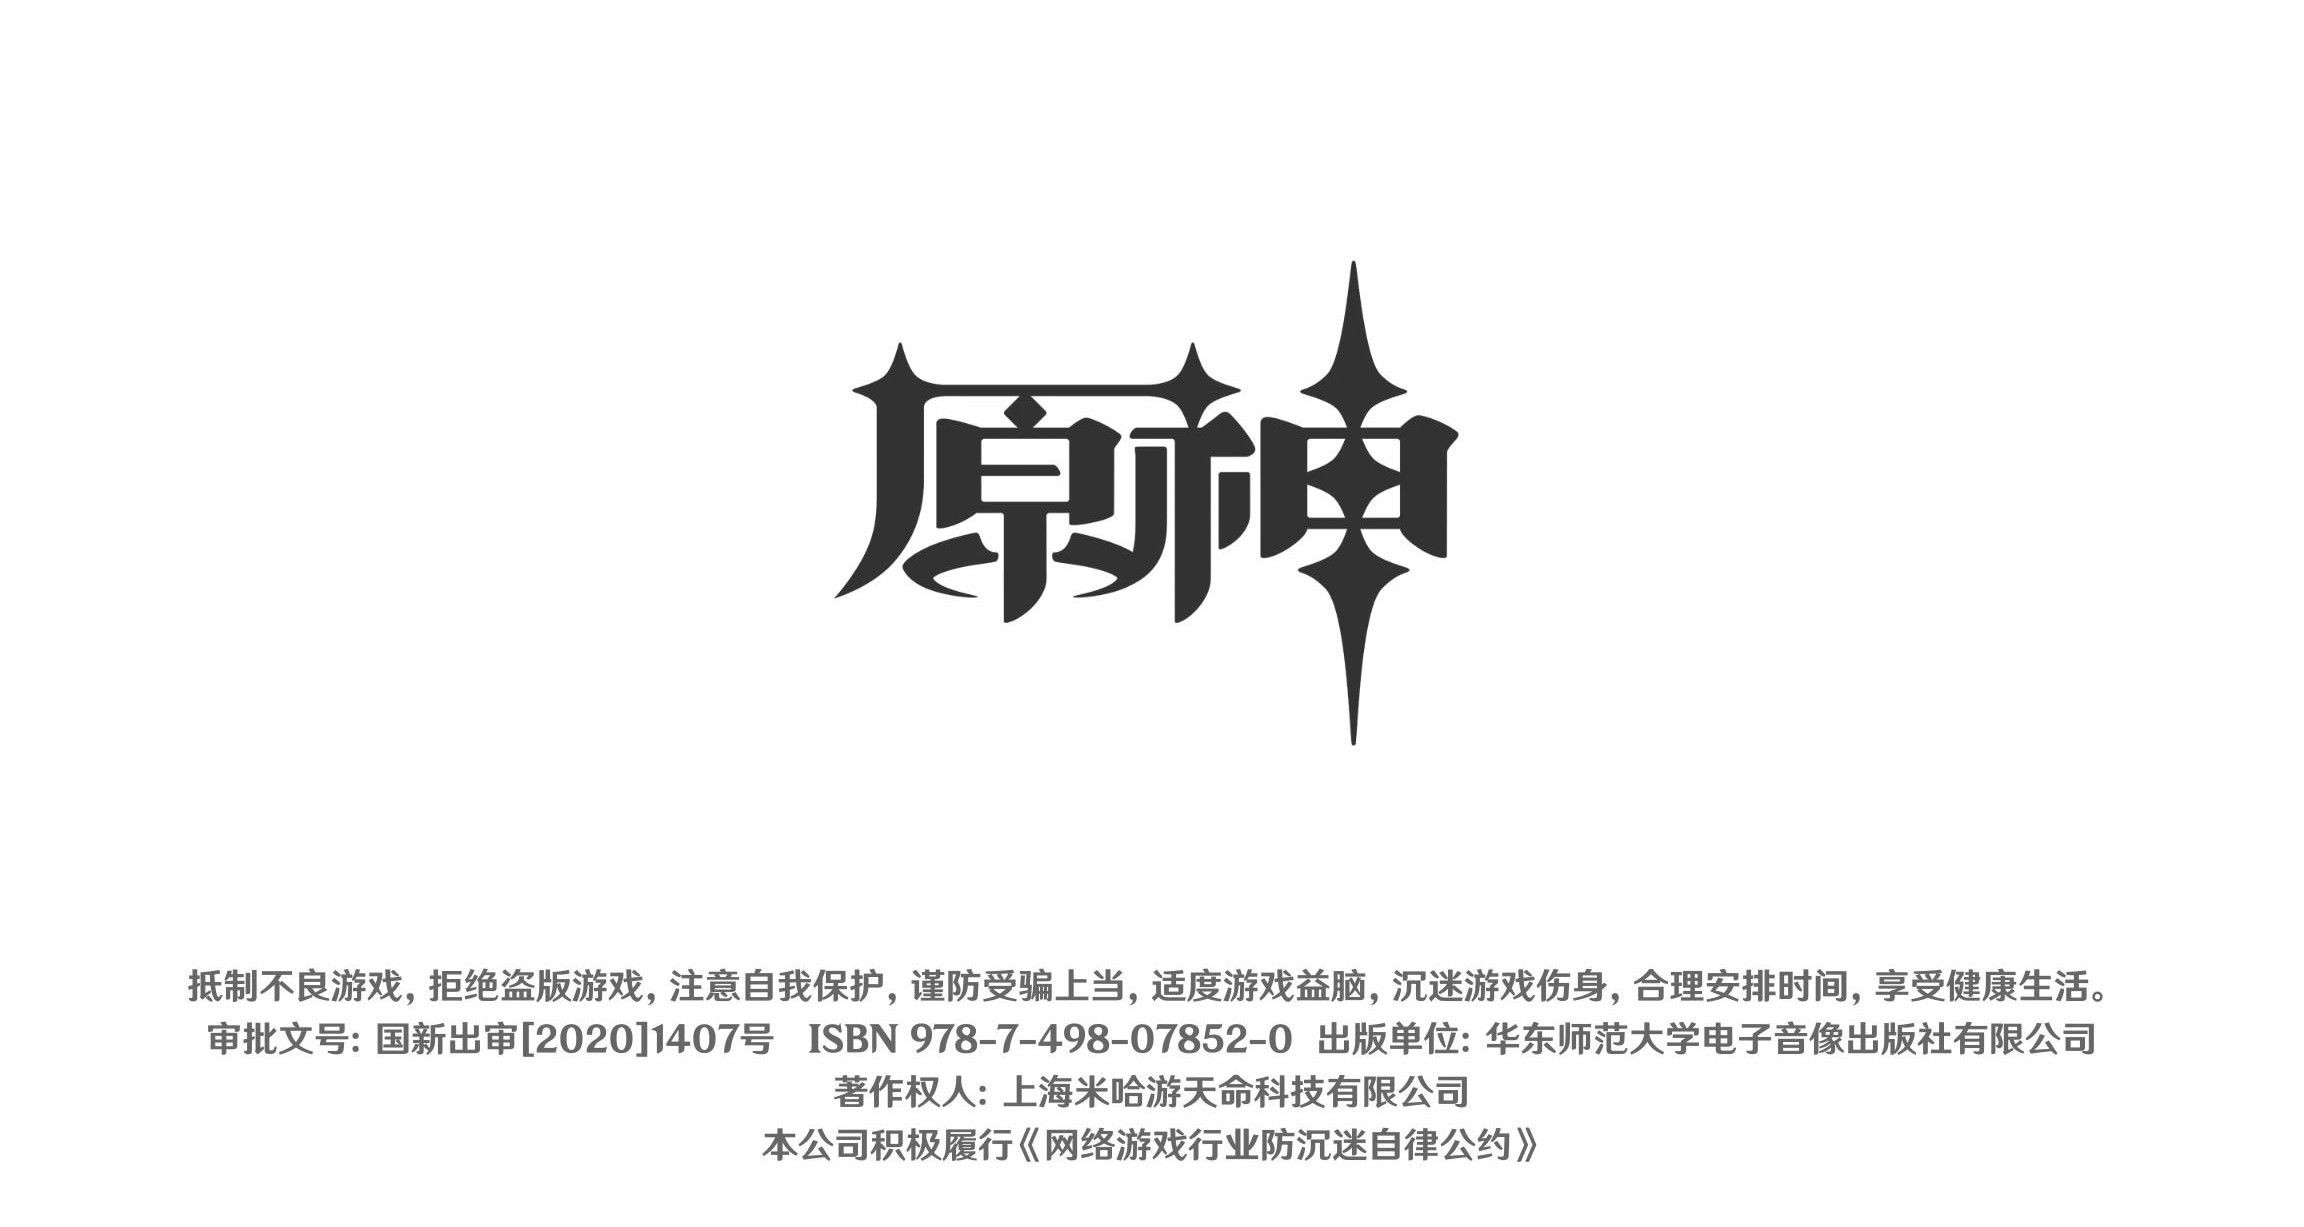 原神
抵制不良游戏，拒绝盗版游戏，注意自我保护，谨防受骗上当，适度游戏益脑，沉迷游戏伤身，合理安排时间，享受健康生活。
审批文号：国新出审[2020]1407号 ISBN 978-7-498-07852-0 出版单位：华东师范大学电子音像出版社有限公司
著作权人：上海米哈游天命科技有限公司
本公司积极履行《网络游戏行业防沉迷自律公约》